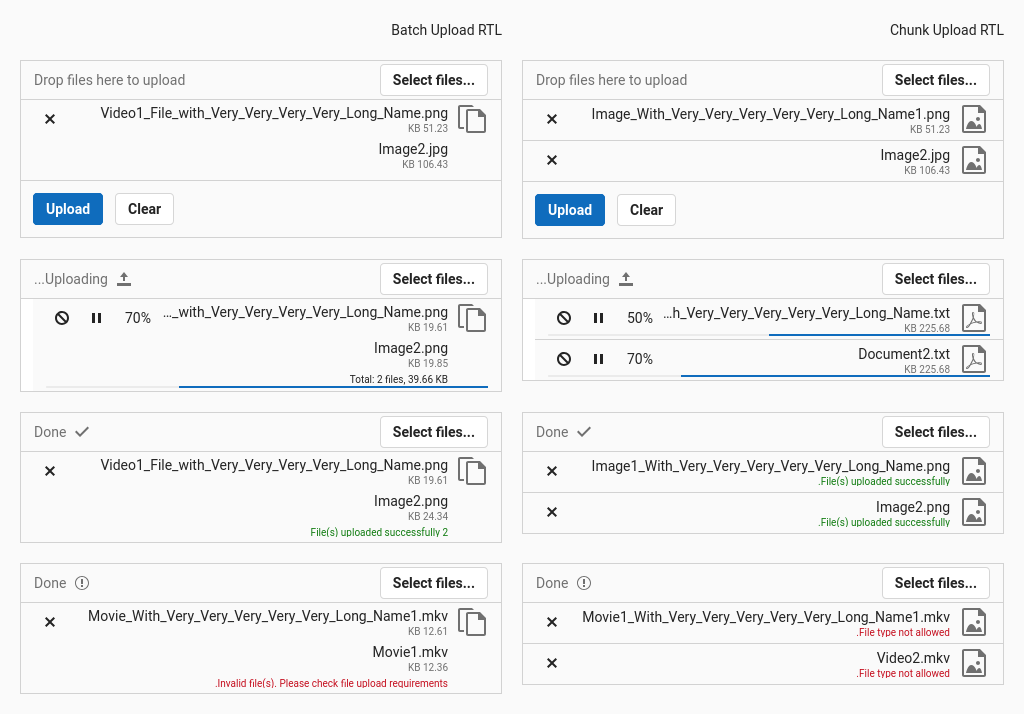 Batch Upload RTL
Drop files here to upload
Select files...
Video1_File_with_Very_Very_Very_Very_Long_Name.png
KB 51.23
Image2.jpg
KB 106.43
Upload
Clear
...Uploading
Select files...
70%
..._with_Very_Very_Very_Very_Long_Name.png
KB 19.61
Image2.png
KB 19.85
Total: 2 files, 39.66 KB
Done
Select files...
Video1_File_with_Very_Very_Very_Very_Long_Name.png
KB 19.61
Image2.png
KB 24.34
File(s) uploaded successfully 2
Done
Select files...
Movie_With_Very_Very_Very_Very_Very_Long_Name1.mkv
KB 12.61
Movie1.mkv
KB 12.36
.Invalid file(s). Please check file upload requirements
Chunk Upload RTL
Drop files here to upload
Select files...
Image_With_Very_Very_Very_Very_Very_Long_Name1.png
KB 51.23
Image2.jpg
KB 106.43
Upload
Clear
...Uploading
Select files...
50%
...h_Very_Very_Very_Very_Very_Long_Name.txt
KB 225.68
70%
Document2.txt
KB 225.68
Done
Select files...
Image1_With_Very_Very_Very_Very_Very_Long_Name.png
.File(s) uploaded successfully
Image2.png
.File(s) uploaded successfully
Done
Select files...
Movie1_With_Very_Very_Very_Very_Very_Long_Name1.mkv
.File type not allowed
Video2.mkv
.File type not allowed